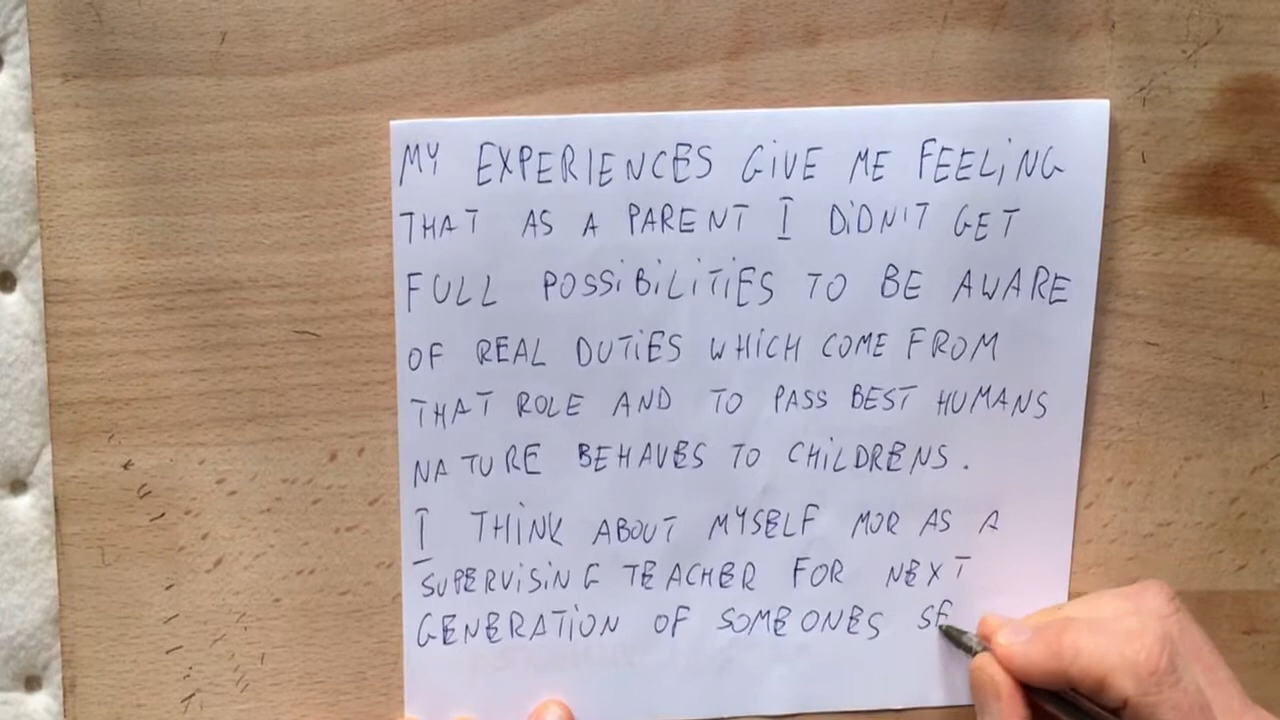 MY EXPERIENCES GIVE ME FEELING
THAT AS A PARENT I DIDN'T GET
FULL POSSIBILITIES TO BE AWARE
OF REAL DUTIES WHICH COME FROM
THAT ROLE AND TO PASS BEST HUMANS
NATURE BEHAVES TO CHILDRENS.
I THINK ABOUT MYSELF MOR AS A
SUPERVISING TEACHER FOR NEXT
GENERATION OF SOMEONES SE